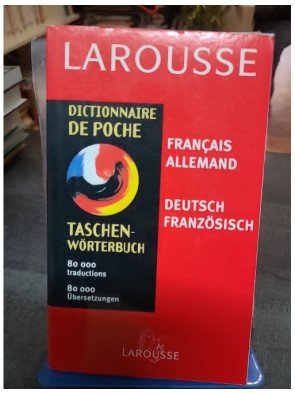 LAROUSSE
DICTIONNAIRE
DE POCHE
FRANÇAIS
ALLEMAND
DEUTSCH
FRANZÖSISCH
TASCHEN-
WÖRTERBUCH
80 000
traductions
80 000
Übersetzungen
LAROUSSE